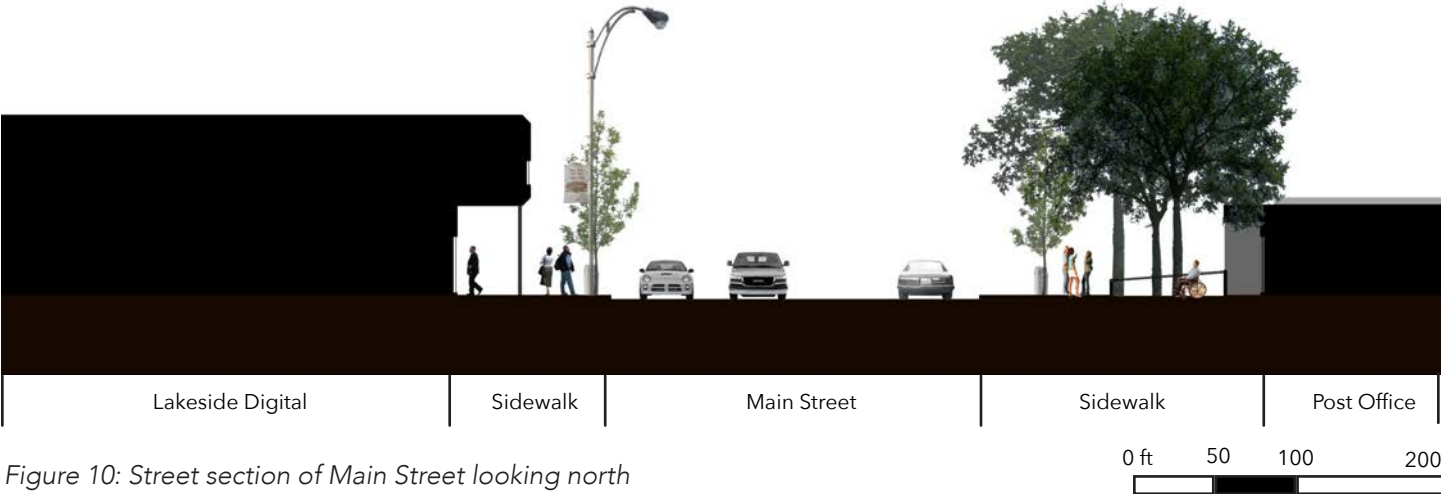 Lakeside Digital Sidewalk Main Street Sidewalk Post Office
Figure 10: Street section of Main Street looking north
0 ft 50 100 200